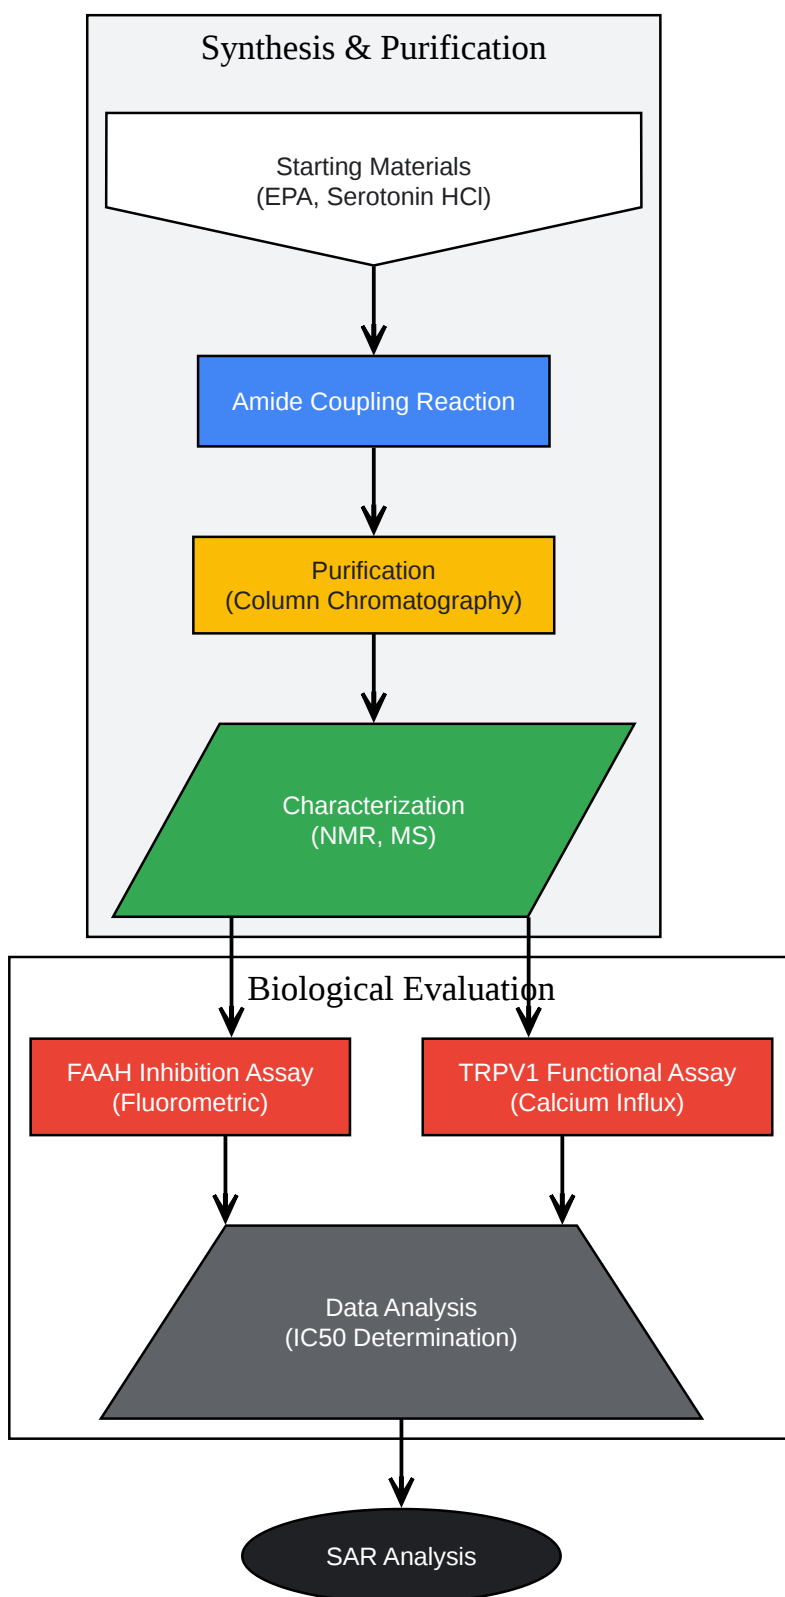 Synthesis & Purification
Starting Materials
(EPA, Serotonin HCl)
Amide Coupling Reaction
Purification
(Column Chromatography)
Characterization
(NMR, MS)
Biological Evaluation
FAAH Inhibition Assay
(Fluorometric)
TRPV1 Functional Assay
(Calcium Influx)
Data Analysis
(IC50 Determination)
SAR Analysis